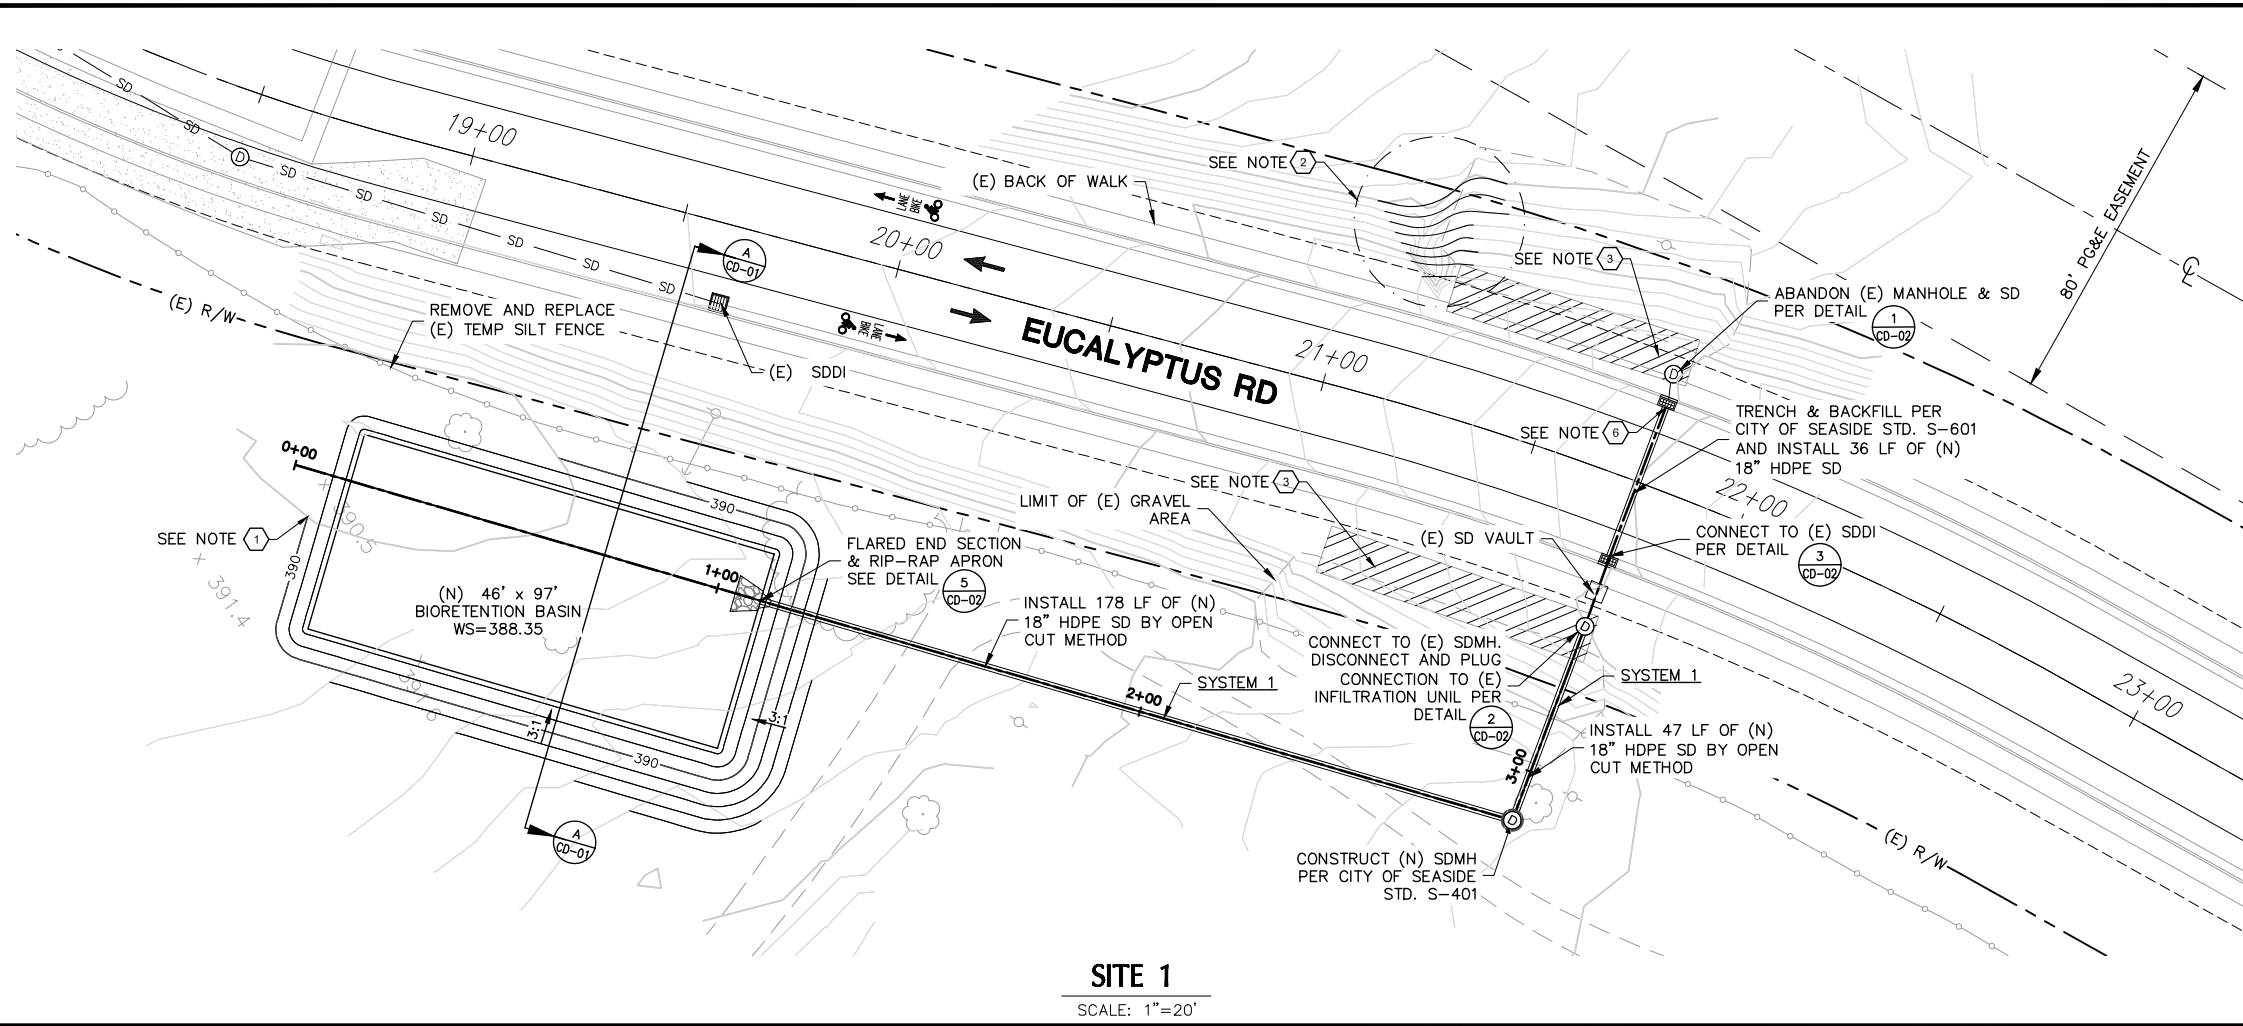 SD
SD
D
SD
SD
SD
SD
SD
SD
19+00
20+00
21+00
22+00
23+00
LANE
BIKE
LANE
BIKE
EUCALYPTUS RD
(E) BACK OF WALK
SEE NOTE 2
SEE NOTE 3
80' PG&E EASEMENT
CL
ABANDON (E) MANHOLE & SD
PER DETAIL
1
CD-02
D
A
CD-01
(E) R/W
REMOVE AND REPLACE
(E) TEMP SILT FENCE
(E) SDDI
TRENCH & BACKFILL PER
CITY OF SEASIDE STD. S-601
AND INSTALL 36 LF OF (N)
18" HDPE SD
SEE NOTE 6
SEE NOTE 3
LIMIT OF (E) GRAVEL
AREA
(E) SD VAULT
CONNECT TO (E) SDDI
PER DETAIL
3
CD-02
0+00
1+00
2+00
3+00
SEE NOTE 1
390
390
390
390.5
391.4
(N) 46' x 97'
BIORETENTION BASIN
WS=388.35
3:1
3:1
FLARED END SECTION
& RIP-RAP APRON
SEE DETAIL
5
CD-02
INSTALL 178 LF OF (N)
18" HDPE SD BY OPEN
CUT METHOD
SYSTEM 1
CONNECT TO (E) SDMH.
DISCONNECT AND PLUG
CONNECTION TO (E)
INFILTRATION UNIL PER
DETAIL
2
CD-02
D
SYSTEM 1
INSTALL 47 LF OF (N)
18" HDPE SD BY OPEN
CUT METHOD
D
A
CD-01
CONSTRUCT (N) SDMH
PER CITY OF SEASIDE
STD. S-401
(E) R/W
SITE 1
SCALE: 1"=20'